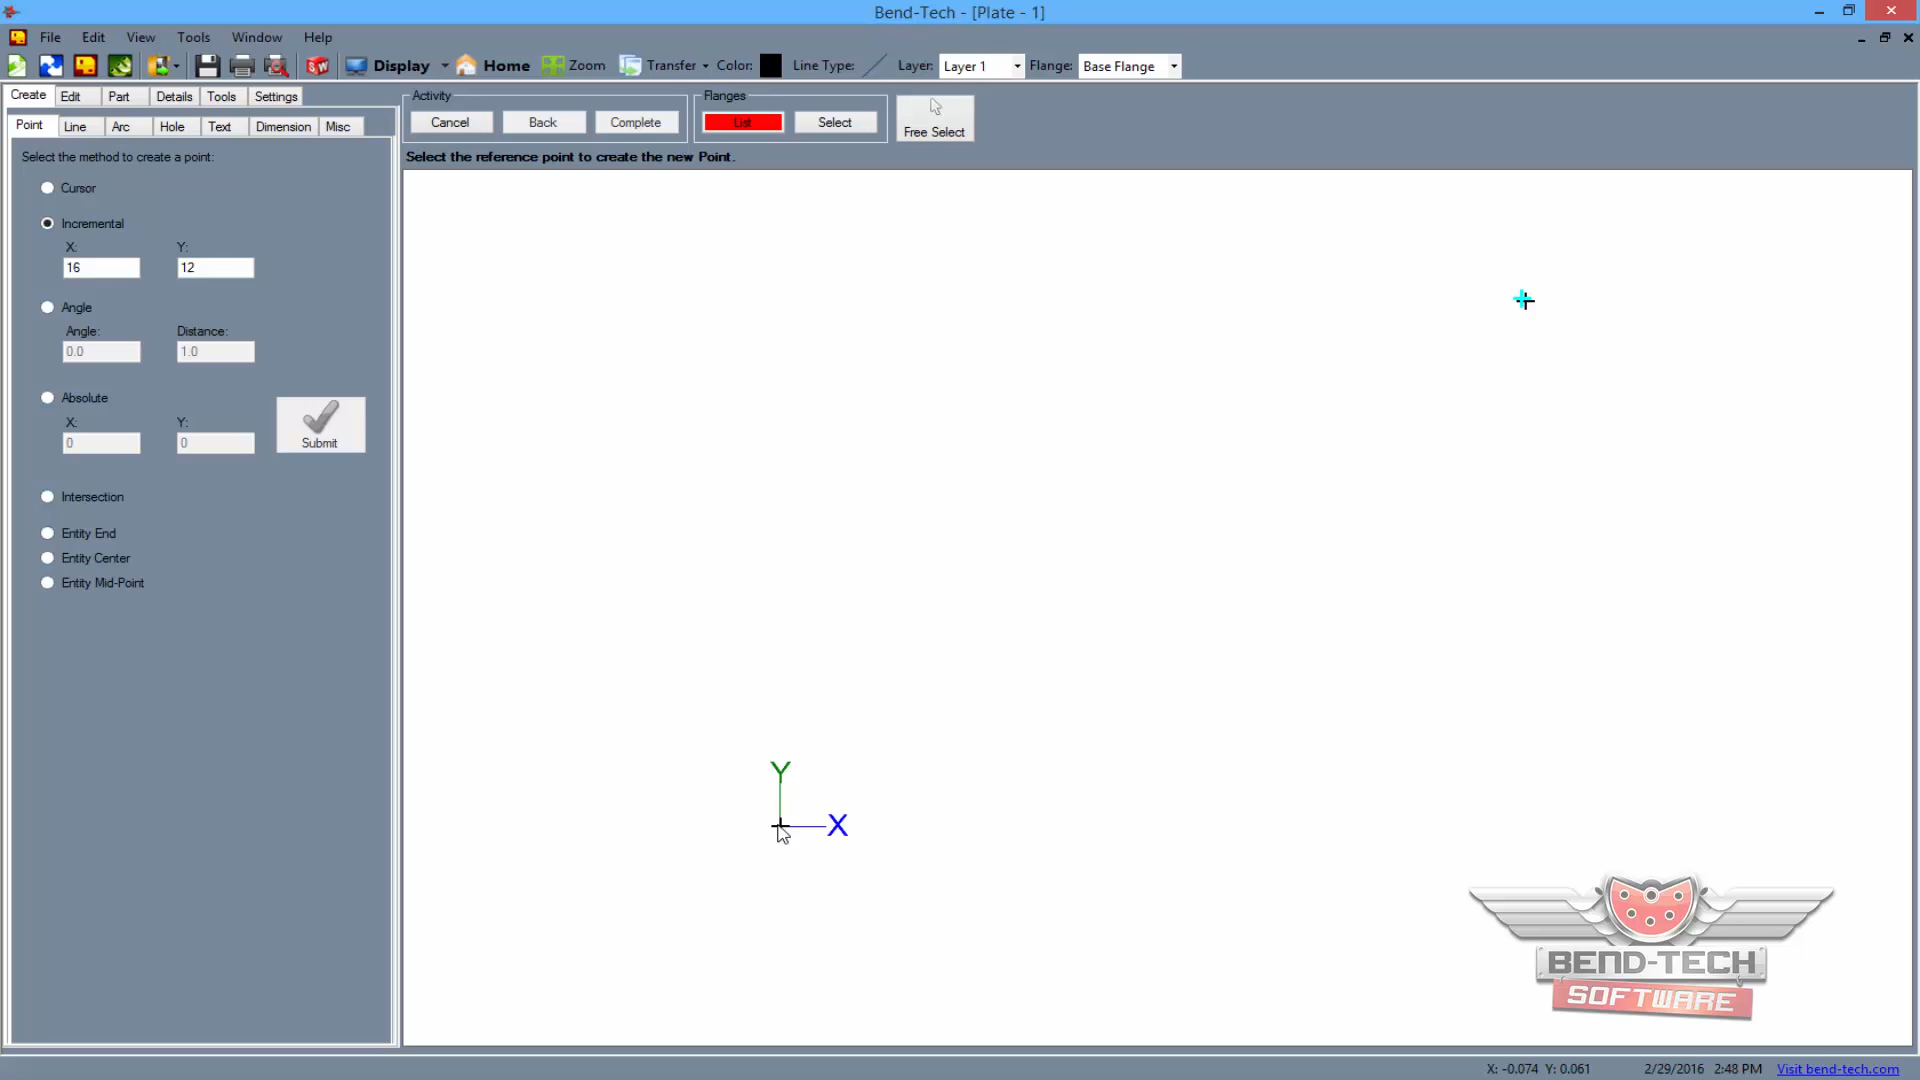 Bend-Tech - [Plate - 1]
File Edit View Tools Window Help
SW Display Home Zoom Transfer Color: Line Type: Layer: Layer 1 Flange: Base Flange
Create Edit Part Details Tools Settings
Point Line Arc Hole Text Dimension Misc
Activity
Cancel Back Complete
Flanges
List Select
Free Select
Select the reference point to create the new Point.
Select the method to create a point:
Cursor
Incremental
X: Y:
16 12
Angle
Angle: Distance:
0.0 1.0
Absolute
X: Y:
0 0
Submit
Intersection
Entity End
Entity Center
Entity Mid-Point
Y
X
BEND-TECH
SOFTWARE
X: -0.074 Y: 0.061 2/29/2016 2:48 PM Visit bend-tech.com